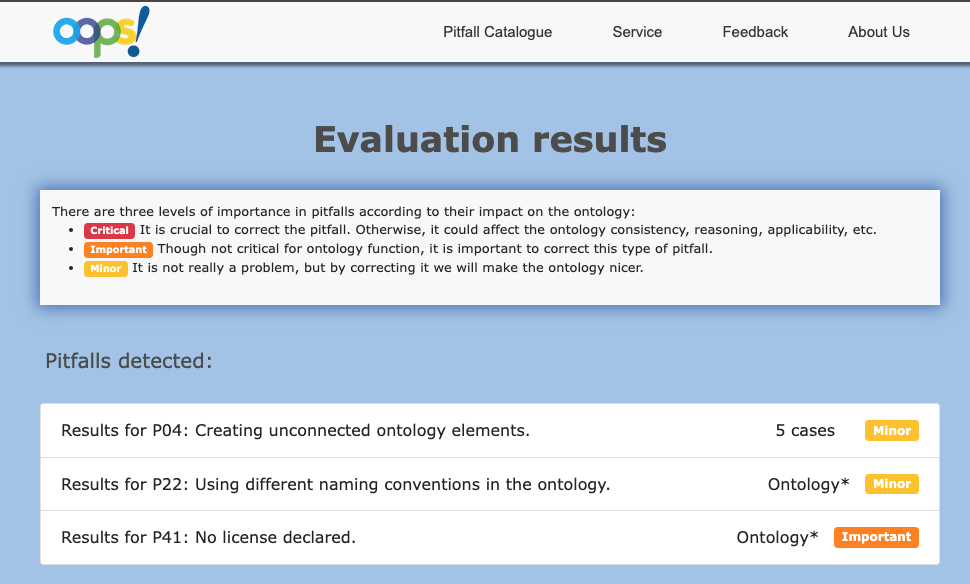 oops!
Pitfall Catalogue Service Feedback About Us
Evaluation results
There are three levels of importance in pitfalls according to their impact on the ontology:
• Critical It is crucial to correct the pitfall. Otherwise, it could affect the ontology consistency, reasoning, applicability, etc.
• Important Though not critical for ontology function, it is important to correct this type of pitfall.
• Minor It is not really a problem, but by correcting it we will make the ontology nicer.
Pitfalls detected:
Results for P04: Creating unconnected ontology elements. 5 cases Minor
Results for P22: Using different naming conventions in the ontology. Ontology* Minor
Results for P41: No license declared. Ontology* Important